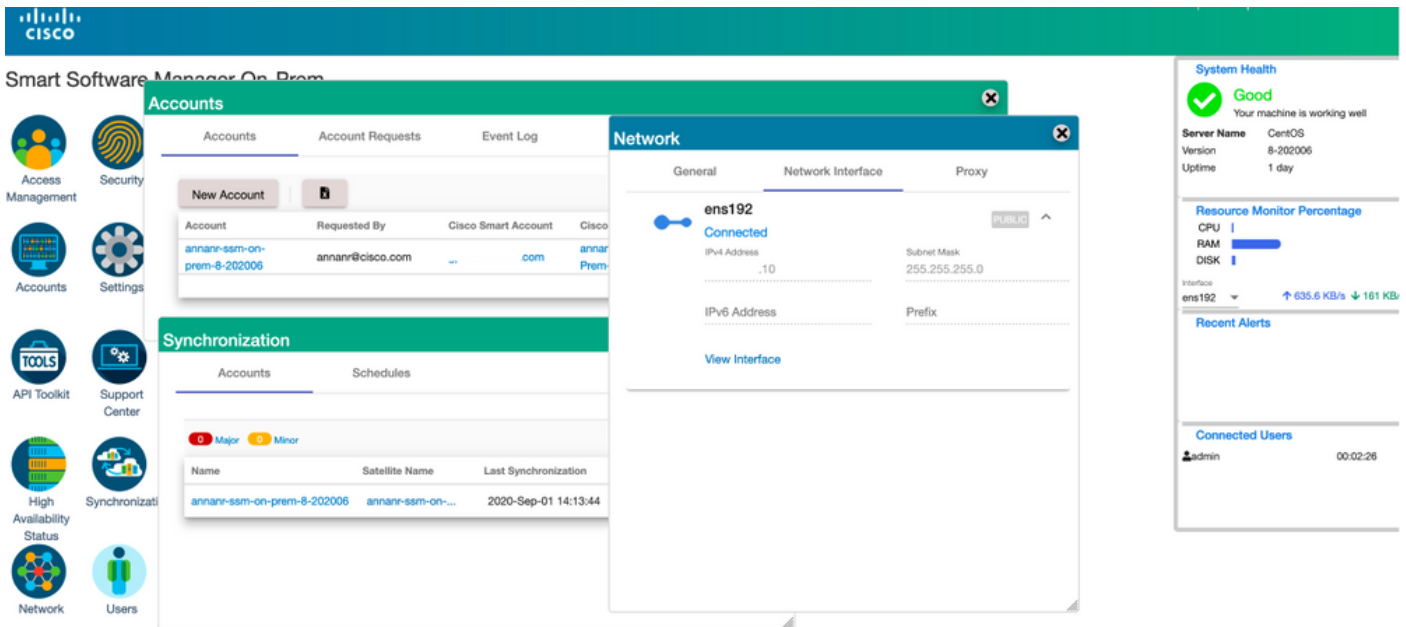 CISCO
Smart Software Manager On-Prem
Access Management
Security
Accounts
Settings
TOOLS
API Toolkit
Support Center
High Availability Status
Synchronizati
Network
Users
Accounts
Accounts Account Requests Event Log
New Account
Account Requested By Cisco Smart Account Cisco
annanr-ssm-on-prem-8-202006 annanr@cisco.com .com annar
Prem-
Synchronization
Accounts Schedules
0 Major 0 Minor
Name Satellite Name Last Synchronization
annanr-ssm-on-prem-8-202006 annanr-ssm-on-... 2020-Sep-01 14:13:44
Network
General Network Interface Proxy
ens192 PUBLIC
Connected
IPv4 Address Subnet Mask
.10 255.255.255.0
IPv6 Address Prefix
View Interface
System Health
Good
Your machine is working well
Server Name CentOS
Version 8-202006
Uptime 1 day
Resource Monitor Percentage
CPU
RAM
DISK
Interface
ens192 635.6 KB/s 161 KB/
Recent Alerts
Connected Users
admin 00:02:26